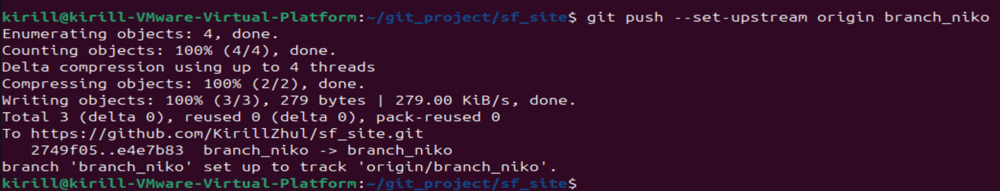 kirill@kirill-VMware-Virtual-Platform:~/git_project/sf_site$ git push --set-upstream origin branch_niko
Enumerating objects: 4, done.
Counting objects: 100% (4/4), done.
Delta compression using up to 4 threads
Compressing objects: 100% (2/2), done.
Writing objects: 100% (3/3), 279 bytes | 279.00 KiB/s, done.
Total 3 (delta 0), reused 0 (delta 0), pack-reused 0
To https://github.com/KirillZhul/sf_site.git
   2749f05..e4e7b83  branch_niko -> branch_niko
branch 'branch_niko' set up to track 'origin/branch_niko'.
kirill@kirill-VMware-Virtual-Platform:~/git_project/sf_site$